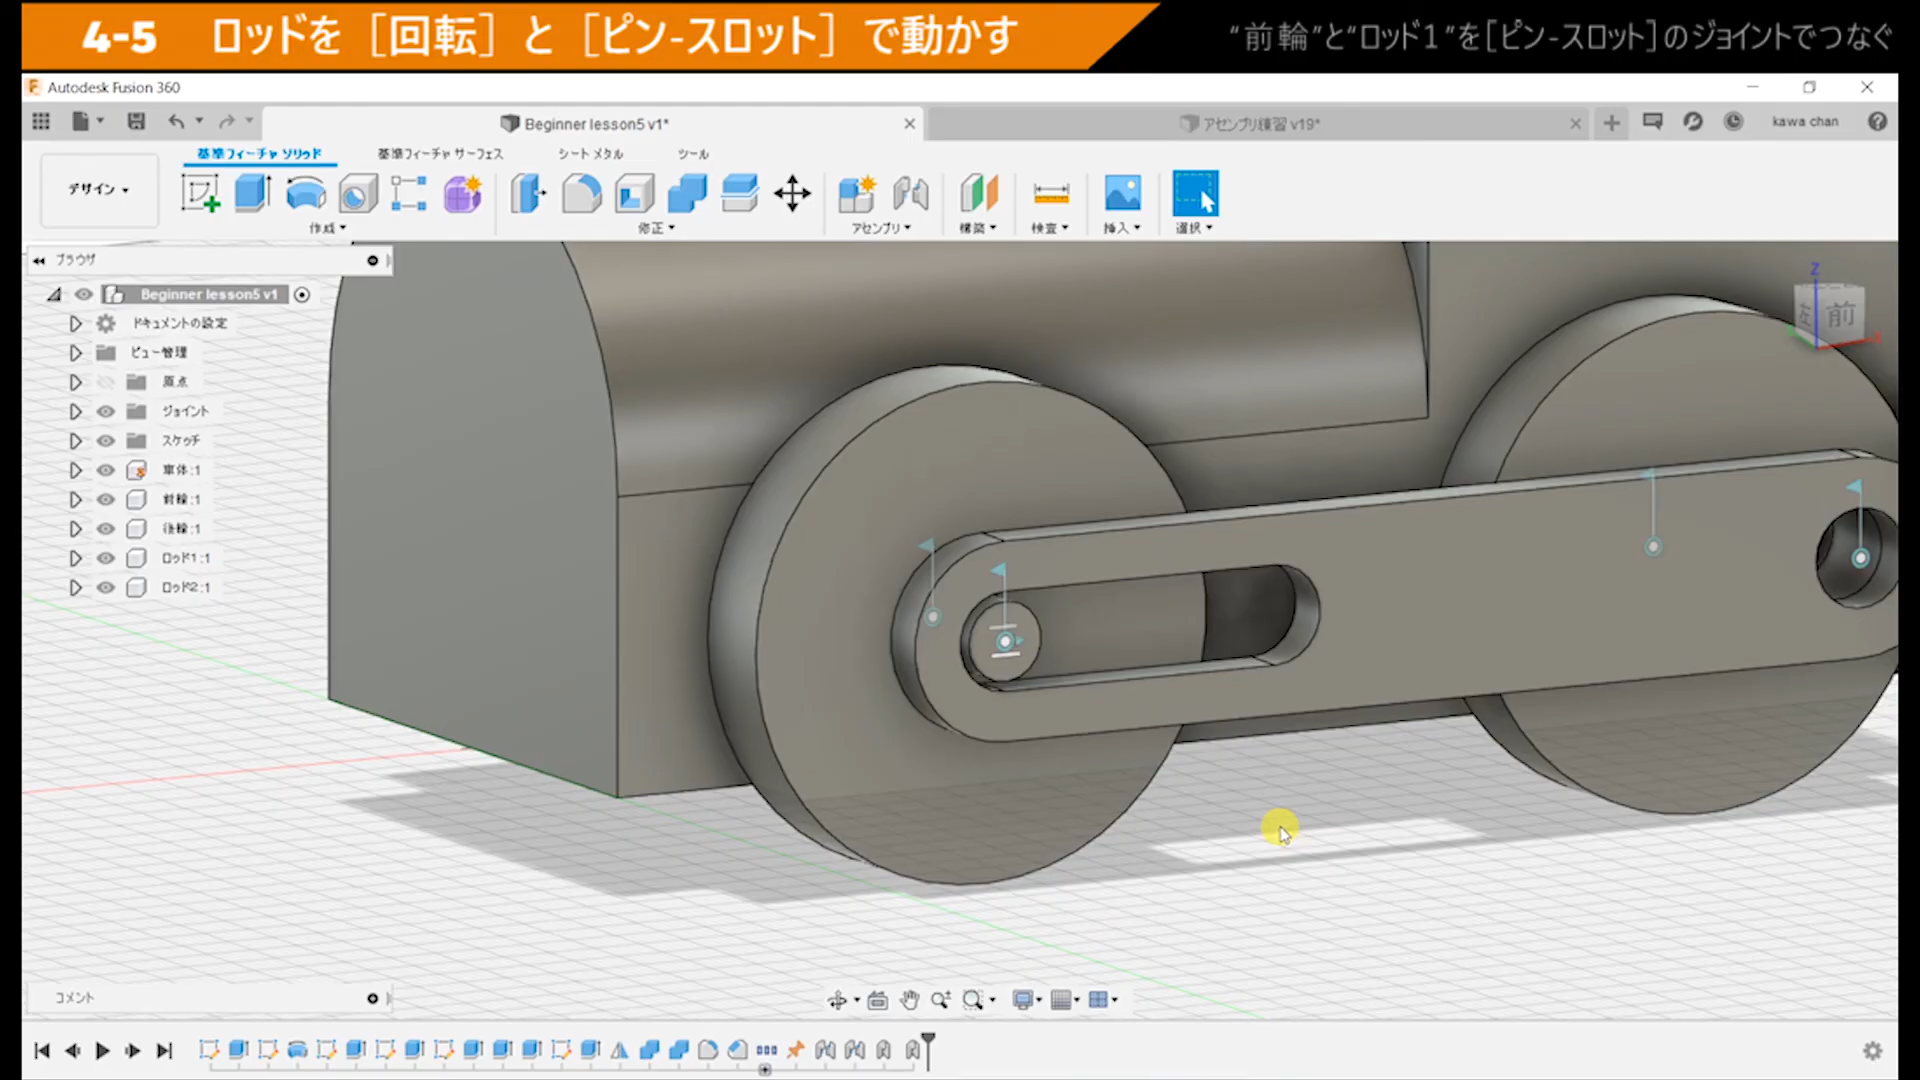 4-5 ロッドを［回転］と［ピン-スロット］で動かす
“前輪”と“ロッド1”を[ピン-スロット]のジョイントでつなぐ
Autodesk Fusion 360
Beginner lesson5 v1*
アセンブリ練習 v19*
kawa chan
デザイン
基準フィーチャ ソリッド
基準フィーチャ サーフェス
シート メタル
ツール
作成
修正
アセンブリ
構築
検査
挿入
選択
ブラウザ
Beginner lesson5 v1
ドキュメントの設定
ビュー管理
原点
ジョイント
スケッチ
車体:1
前輪:1
後輪:1
ロッド1:1
ロッド2:1
Z
左
前
X
コメント